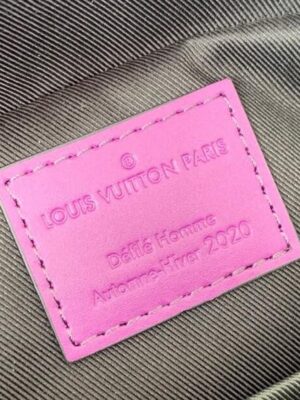 ®
LOUIS VUITTON PARIS
Défilé Homme
Automne-Hiver 2020